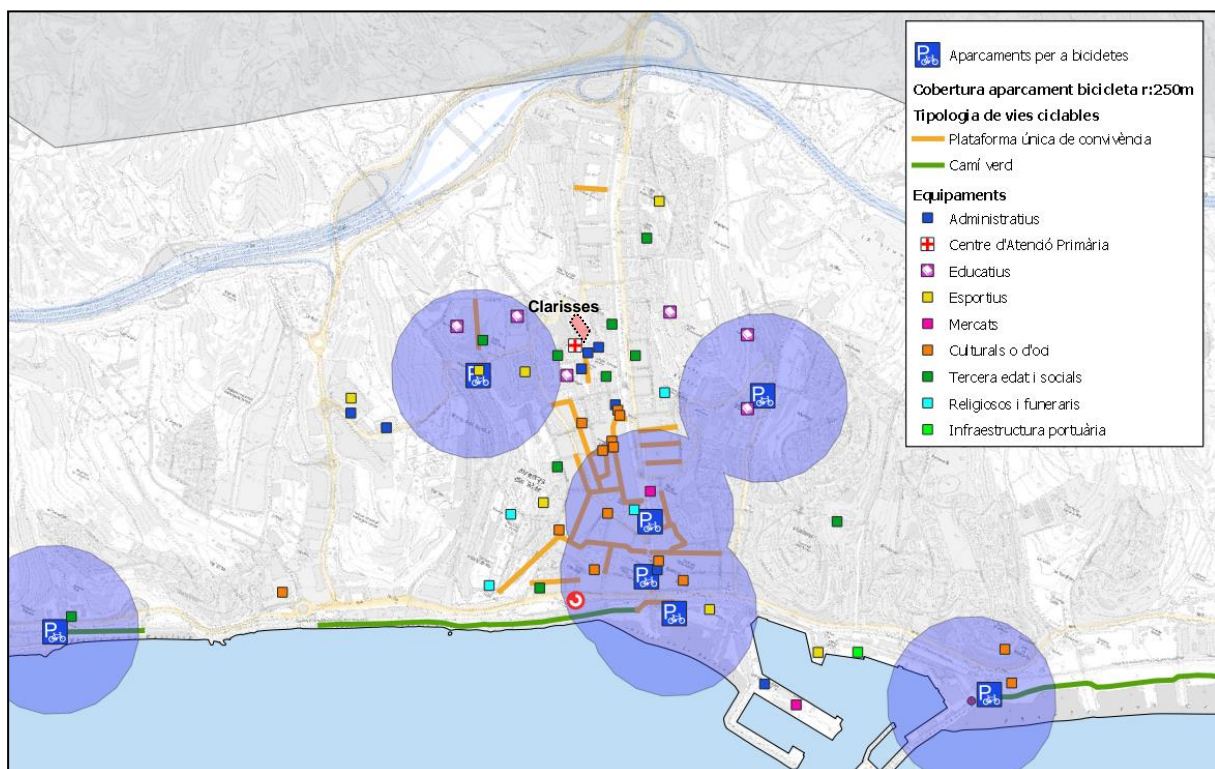 Aparcaments per a bicicletes
Cobertura aparcament bicicleta r:250m
Tipologia de vies ciclables
Plataforma única de convivència
Camí verd
Equipaments
Administratius
Centre d'Atenció Primària
Educatius
Esportius
Mercats
Culturals o d'oci
Tercera edat i socials
Religiosos i funeraris
Infraestructura portuària
Clarisses
P
P
P
P
P
P
P